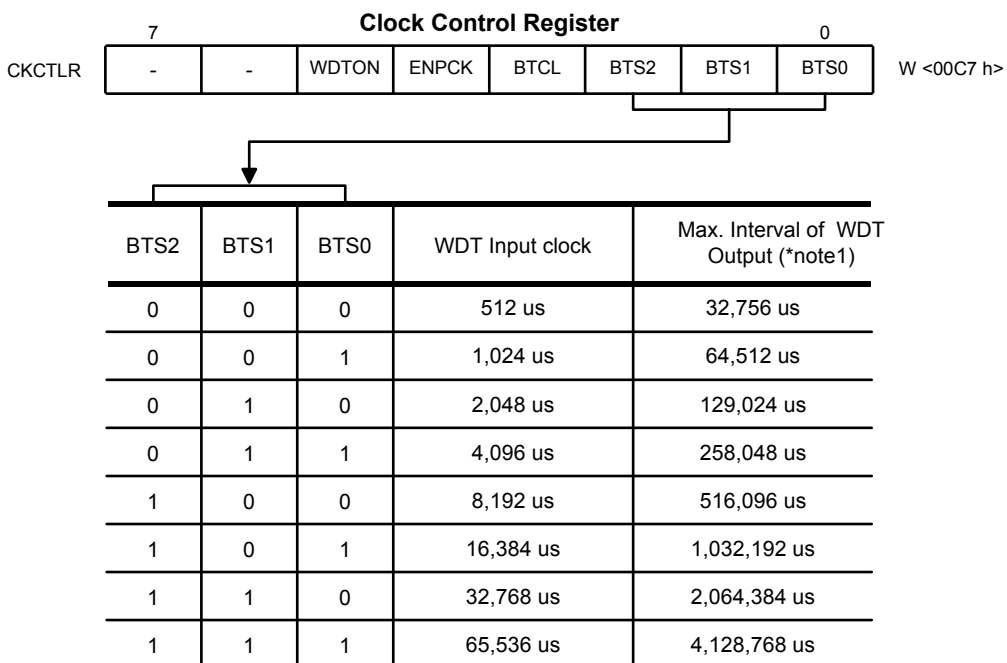 Clock Control Register
7 0
CKCTLR - - WDTON ENPCK BTCL BTS2 BTS1 BTS0 W <00C7 h>
BTS2 BTS1 BTS0 WDT Input clock Max. Interval of WDT
Output (*note1)
0 0 0 512 us 32,756 us
0 0 1 1,024 us 64,512 us
0 1 0 2,048 us 129,024 us
0 1 1 4,096 us 258,048 us
1 0 0 8,192 us 516,096 us
1 0 1 16,384 us 1,032,192 us
1 1 0 32,768 us 2,064,384 us
1 1 1 65,536 us 4,128,768 us